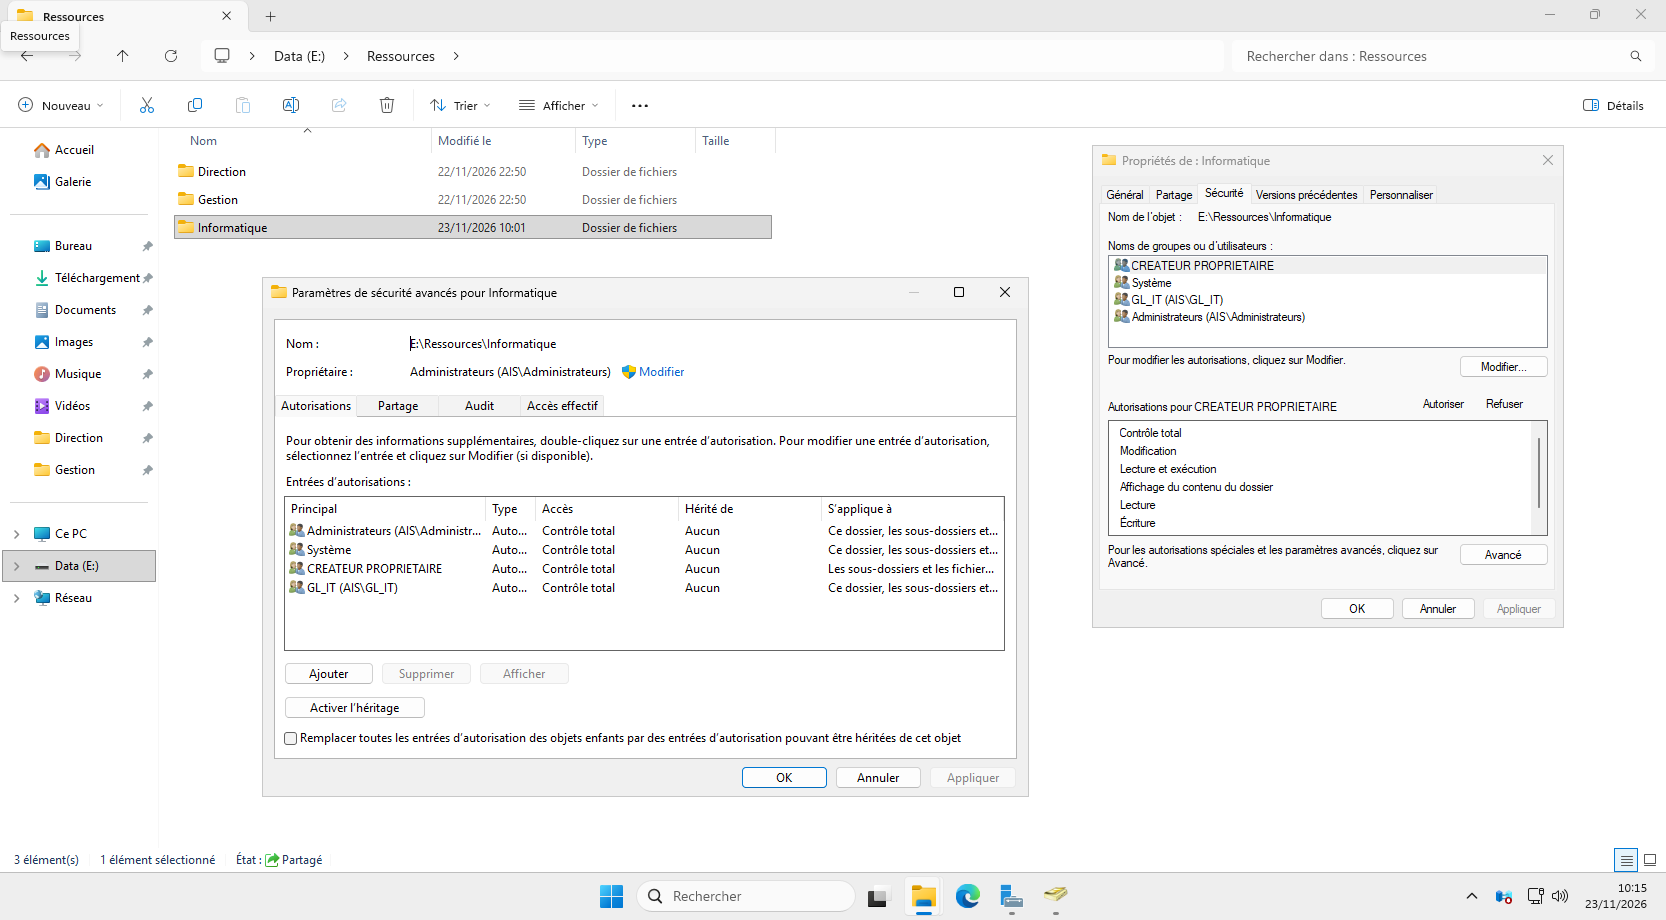 Ressources
Ressources
Data (E:)
Ressources
Rechercher dans : Ressources
Nouveau
Trier
Afficher
Détails
Nom
Modifié le
Type
Taille
Direction
22/11/2026 22:50
Dossier de fichiers
Gestion
22/11/2026 22:50
Dossier de fichiers
Informatique
23/11/2026 10:01
Dossier de fichiers
Accueil
Galerie
Bureau
Téléchargement
Documents
Images
Musique
Vidéos
Direction
Gestion
Ce PC
Data (E:)
Réseau
Paramètres de sécurité avancés pour Informatique
Nom :
E:\Ressources\Informatique
Propriétaire :
Administrateurs (AIS\Administrateurs)
Modifier
Autorisations
Partage
Audit
Accès effectif
Pour obtenir des informations supplémentaires, double-cliquez sur une entrée d'autorisation. Pour modifier une entrée d'autorisation,
sélectionnez l'entrée et cliquez sur Modifier (si disponible).
Entrées d'autorisations :
Principal
Type
Accès
Hérité de
S'applique à
Administrateurs (AIS\Administr...
Auto...
Contrôle total
Aucun
Ce dossier, les sous-dossiers et...
Système
Auto...
Contrôle total
Aucun
Ce dossier, les sous-dossiers et...
CREATEUR PROPRIETAIRE
Auto...
Contrôle total
Aucun
Les sous-dossiers et les fichier...
GL_IT (AIS\GL_IT)
Auto...
Contrôle total
Aucun
Ce dossier, les sous-dossiers et...
Ajouter
Supprimer
Afficher
Activer l'héritage
Remplacer toutes les entrées d'autorisation des objets enfants par des entrées d'autorisation pouvant être héritées de cet objet
OK
Annuler
Appliquer
Propriétés de : Informatique
Général
Partage
Sécurité
Versions précédentes
Personnaliser
Nom de l'objet :
E:\Ressources\Informatique
Noms de groupes ou d'utilisateurs :
CREATEUR PROPRIETAIRE
Système
GL_IT (AIS\GL_IT)
Administrateurs (AIS\Administrateurs)
Pour modifier les autorisations, cliquez sur Modifier.
Modifier...
Autorisations pour CREATEUR PROPRIETAIRE
Autoriser
Refuser
Contrôle total
Modification
Lecture et exécution
Affichage du contenu du dossier
Lecture
Écriture
Pour les autorisations spéciales et les paramètres avancés, cliquez sur
Avancé.
Avancé
OK
Annuler
Appliquer
3 élément(s)
1 élément sélectionné
État :
Partagé
Rechercher
10:15
23/11/2026